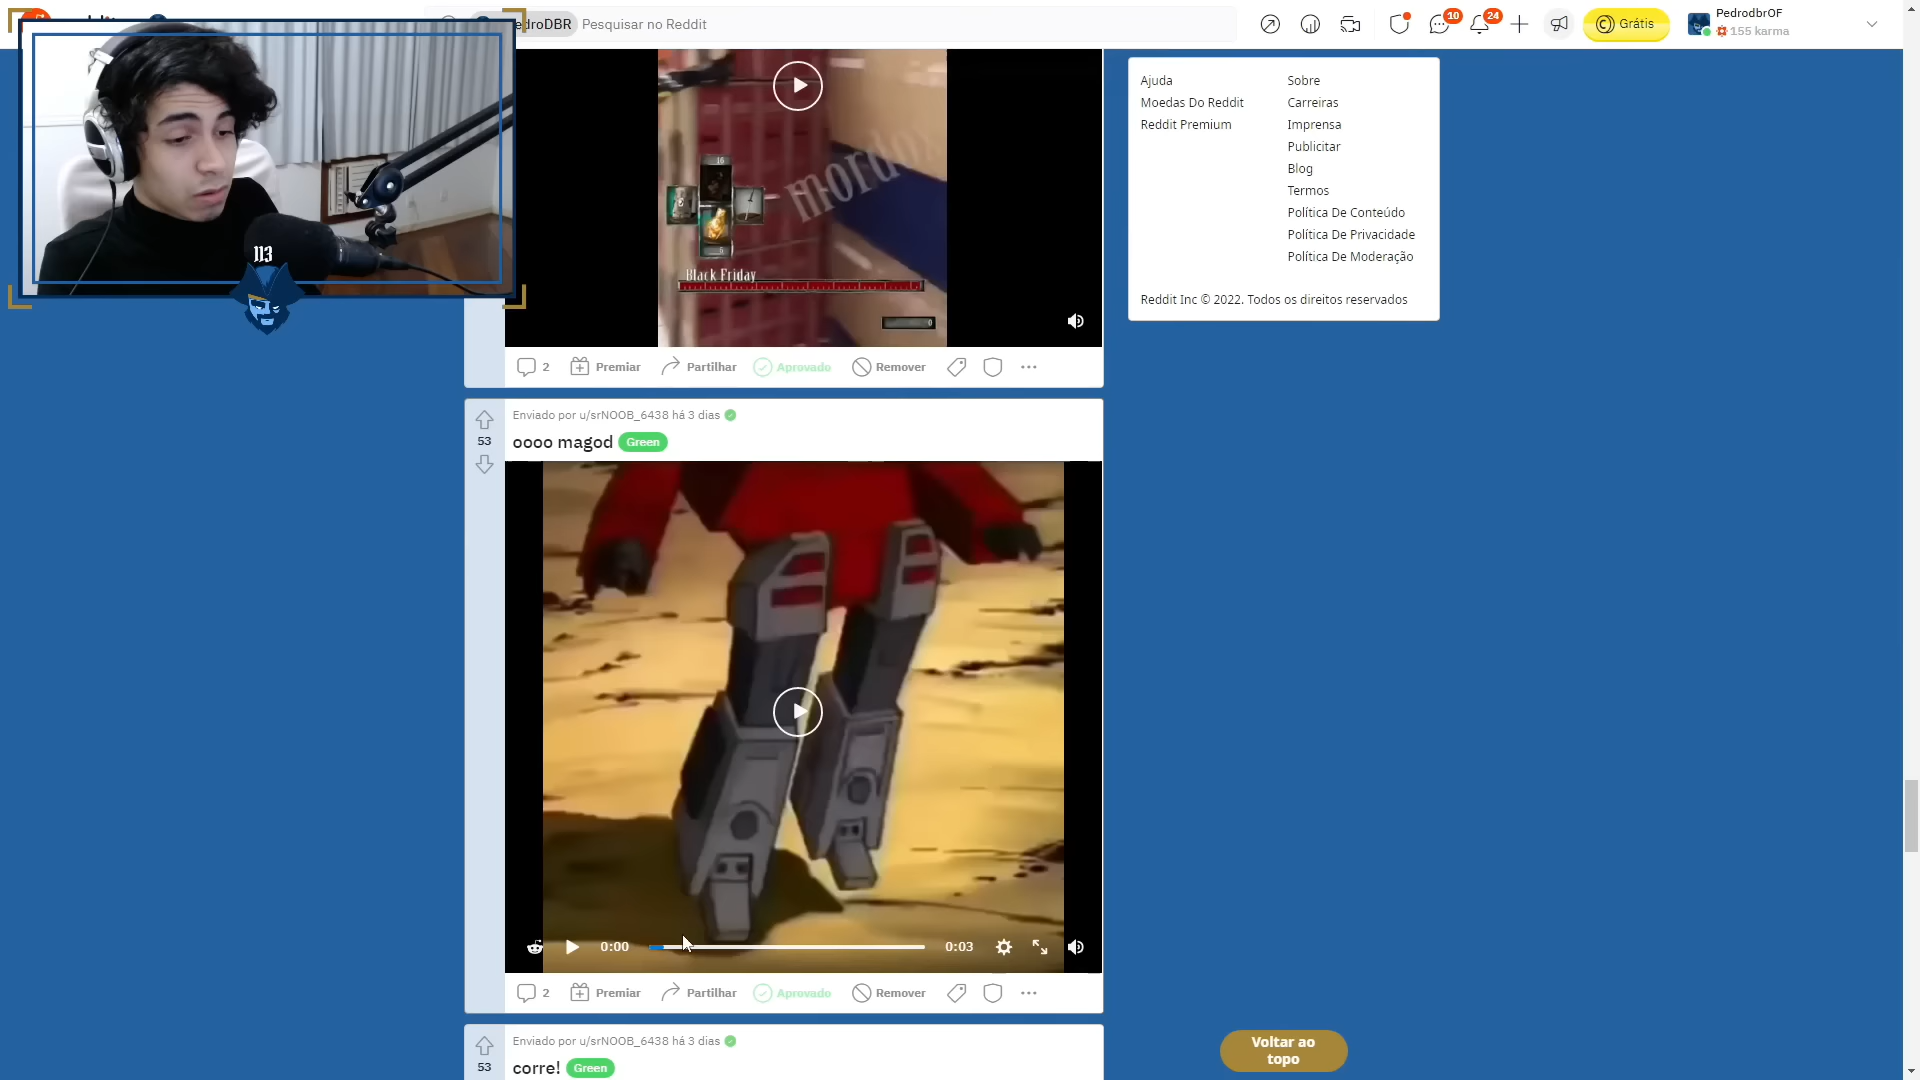 edroDBR Pesquisar no Reddit
10
24
Grátis
PedrodbrOF
155 karma
113
mordo
16
5
Black Friday
0
2 Premiar Partilhar Aprovado Remover
Ajuda
Moedas Do Reddit
Reddit Premium
Sobre
Carreiras
Imprensa
Publicitar
Blog
Termos
Política De Conteúdo
Política De Privacidade
Política De Moderação
Reddit Inc © 2022. Todos os direitos reservados
53
Enviado por u/srNOOB_6438 há 3 dias
oooo magod Green
0:00 0:03
2 Premiar Partilhar Aprovado Remover
53
Enviado por u/srNOOB_6438 há 3 dias
corre! Green
Voltar ao
topo